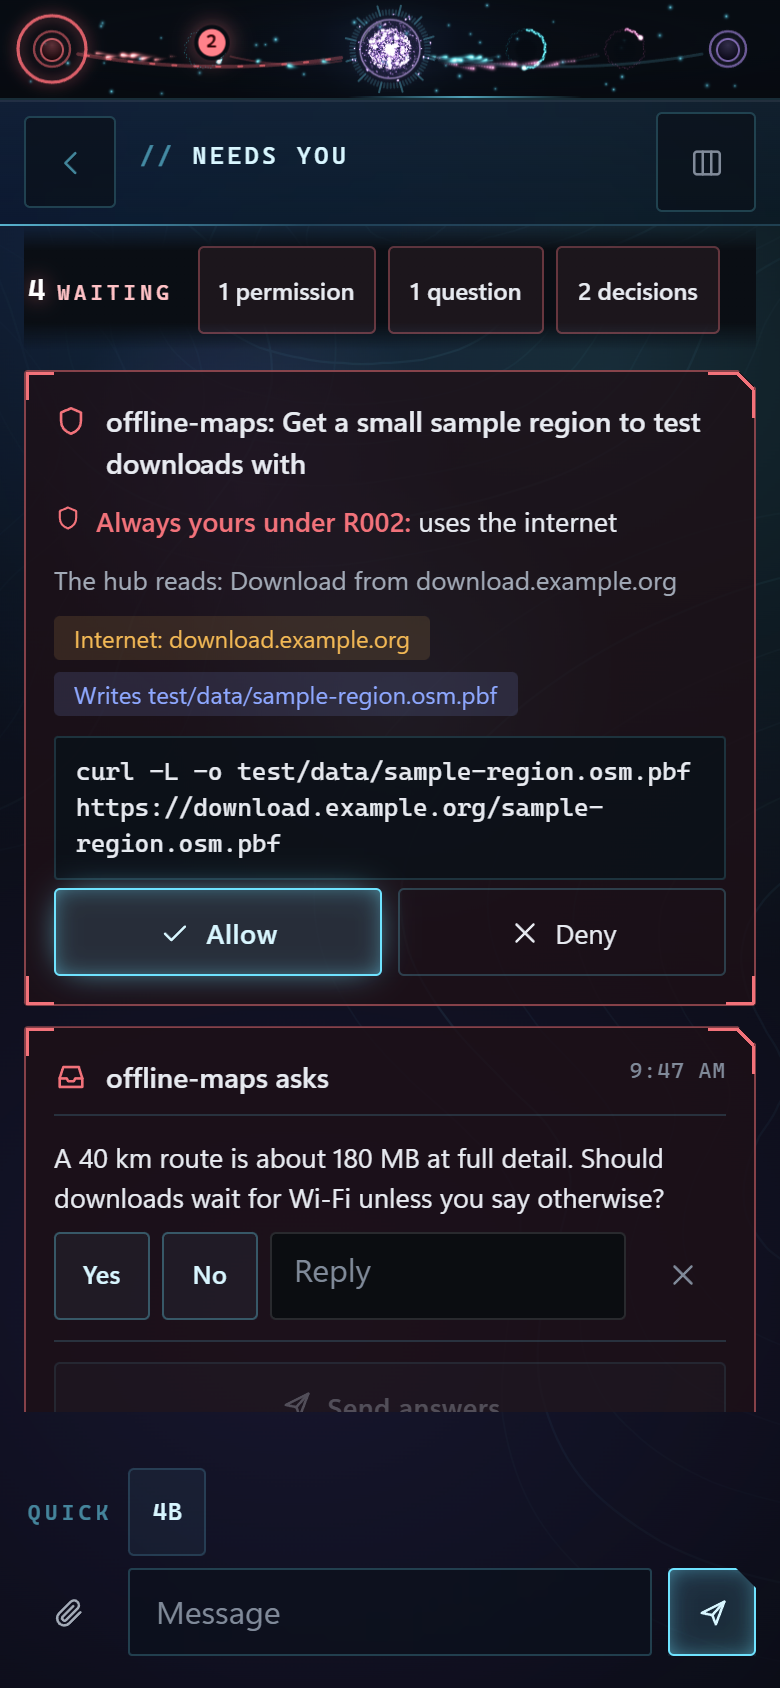 2
// NEEDS YOU
4 WAITING
1 permission
1 question
2 decisions
offline-maps: Get a small sample region to test
downloads with
Always yours under R002: uses the internet
The hub reads: Download from download.example.org
Internet: download.example.org
Writes test/data/sample-region.osm.pbf
curl -L -o test/data/sample-region.osm.pbf
https://download.example.org/sample-
region.osm.pbf
Allow
Deny
offline-maps asks
9:47 AM
A 40 km route is about 180 MB at full detail. Should
downloads wait for Wi-Fi unless you say otherwise?
Yes
No
Reply
Send answers
QUICK
4B
Message